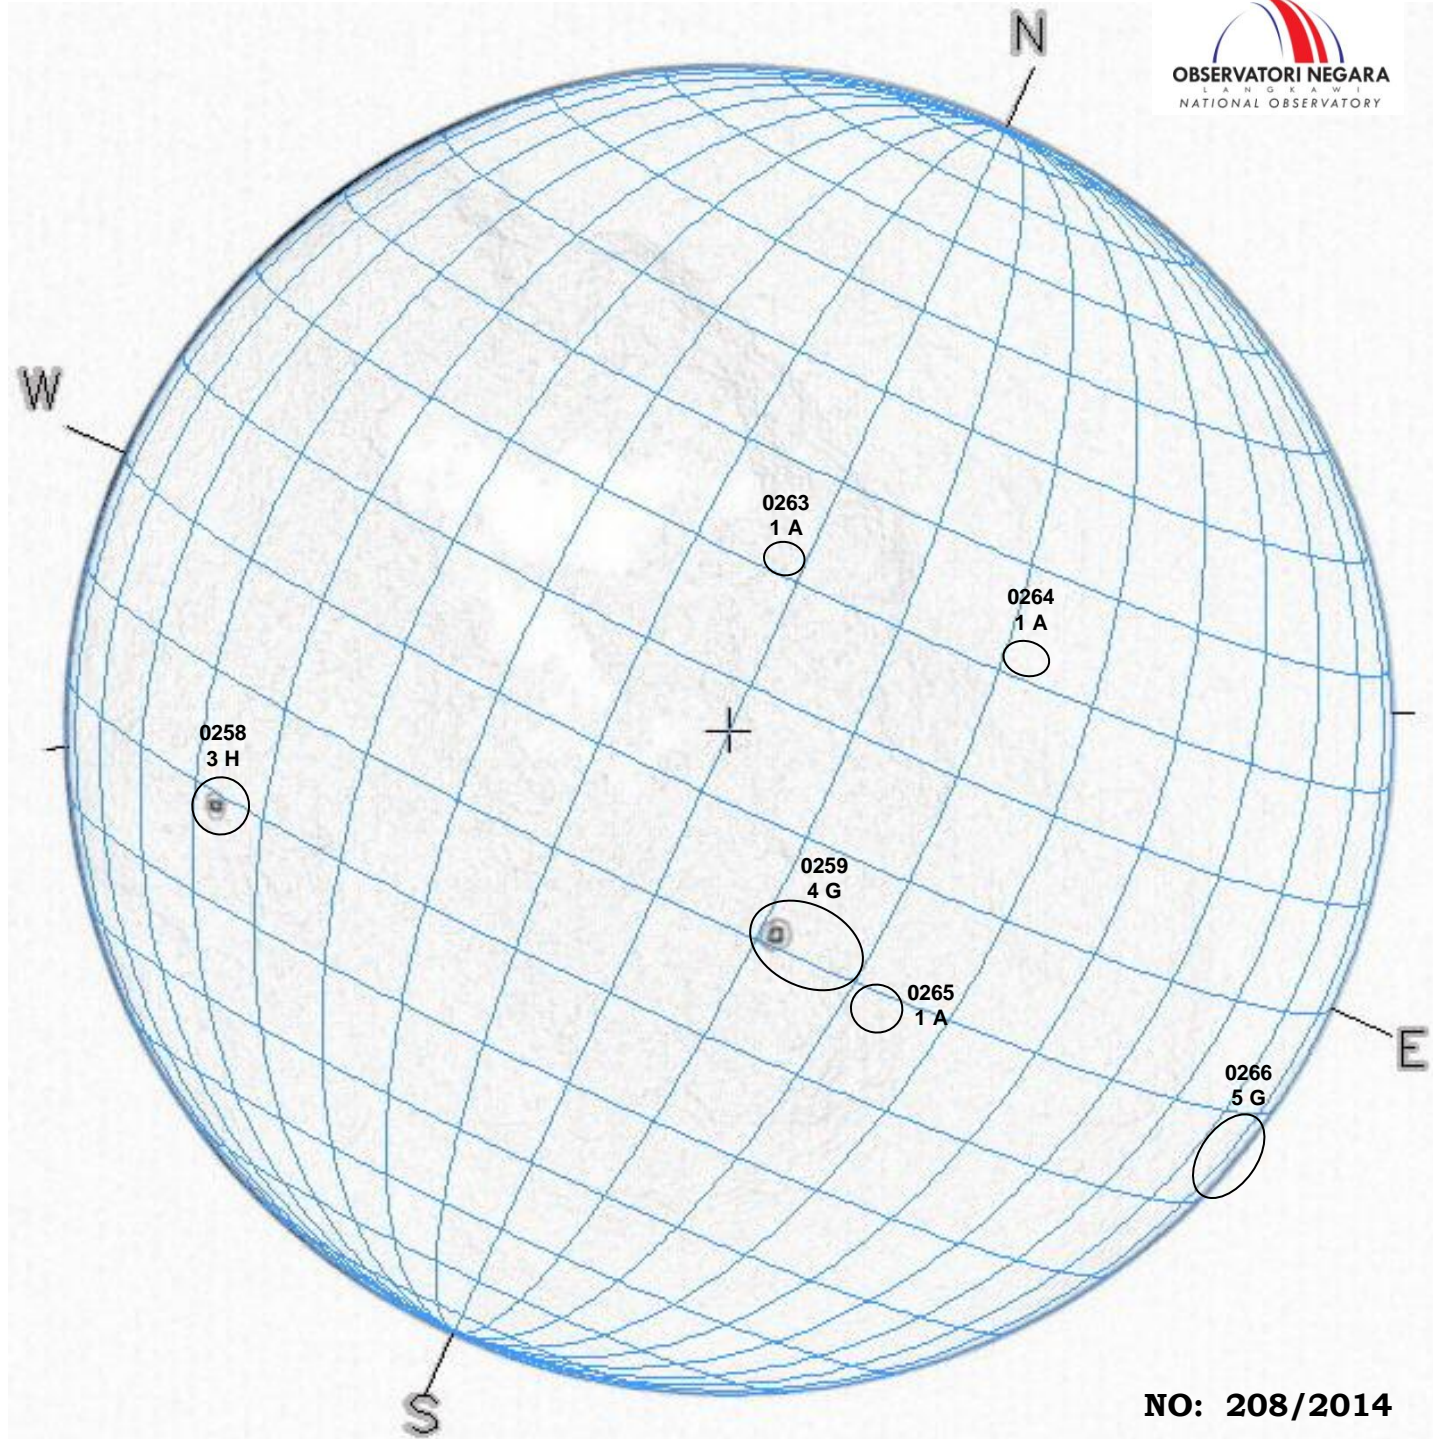 N
OBSERVATORI NEGARA
LANGKAWI
NATIONAL OBSERVATORY
W
0263
1 A
0264
1 A
0258
3 H
0259
4 G
0265
1 A
E
0266
5 G
S
NO: 208/2014